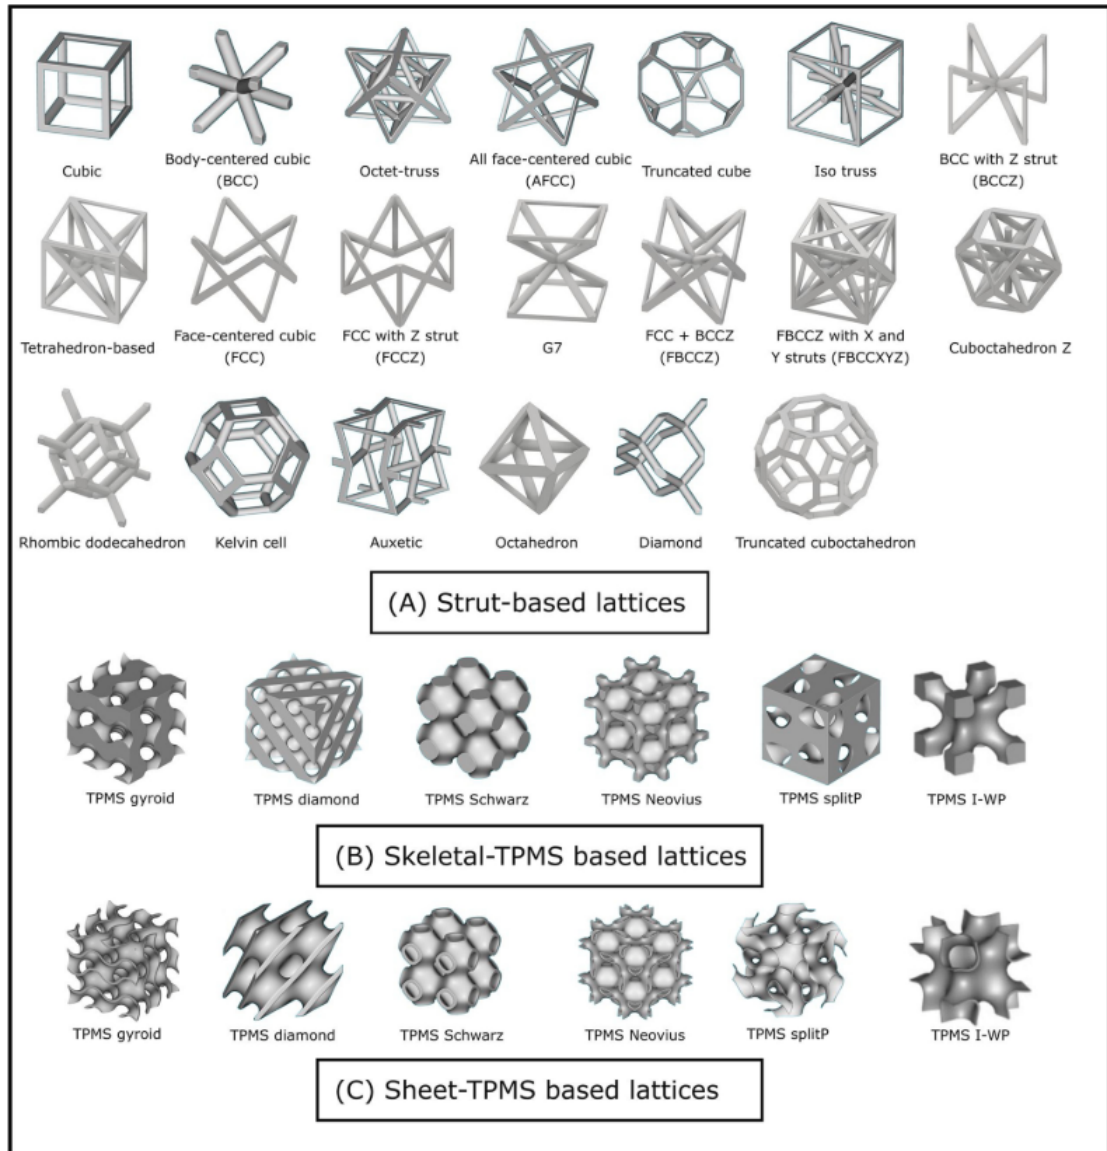 Cubic
Body-centered cubic
(BCC)
Octet-truss
All face-centered cubic
(AFCC)
Truncated cube
Iso truss
BCC with Z strut
(BCCZ)
Tetrahedron-based
Face-centered cubic
(FCC)
FCC with Z strut
(FCCZ)
G7
FCC + BCCZ
(FBCCZ)
FBCCZ with X and
Y struts (FBCCXYZ)
Cuboctahedron Z
Rhombic dodecahedron
Kelvin cell
Auxetic
Octahedron
Diamond
Truncated cuboctahedron
(A) Strut-based lattices
TPMS gyroid
TPMS diamond
TPMS Schwarz
TPMS Neovius
TPMS splitP
TPMS I-WP
(B) Skeletal-TPMS based lattices
TPMS gyroid
TPMS diamond
TPMS Schwarz
TPMS Neovius
TPMS splitP
TPMS I-WP
(C) Sheet-TPMS based lattices